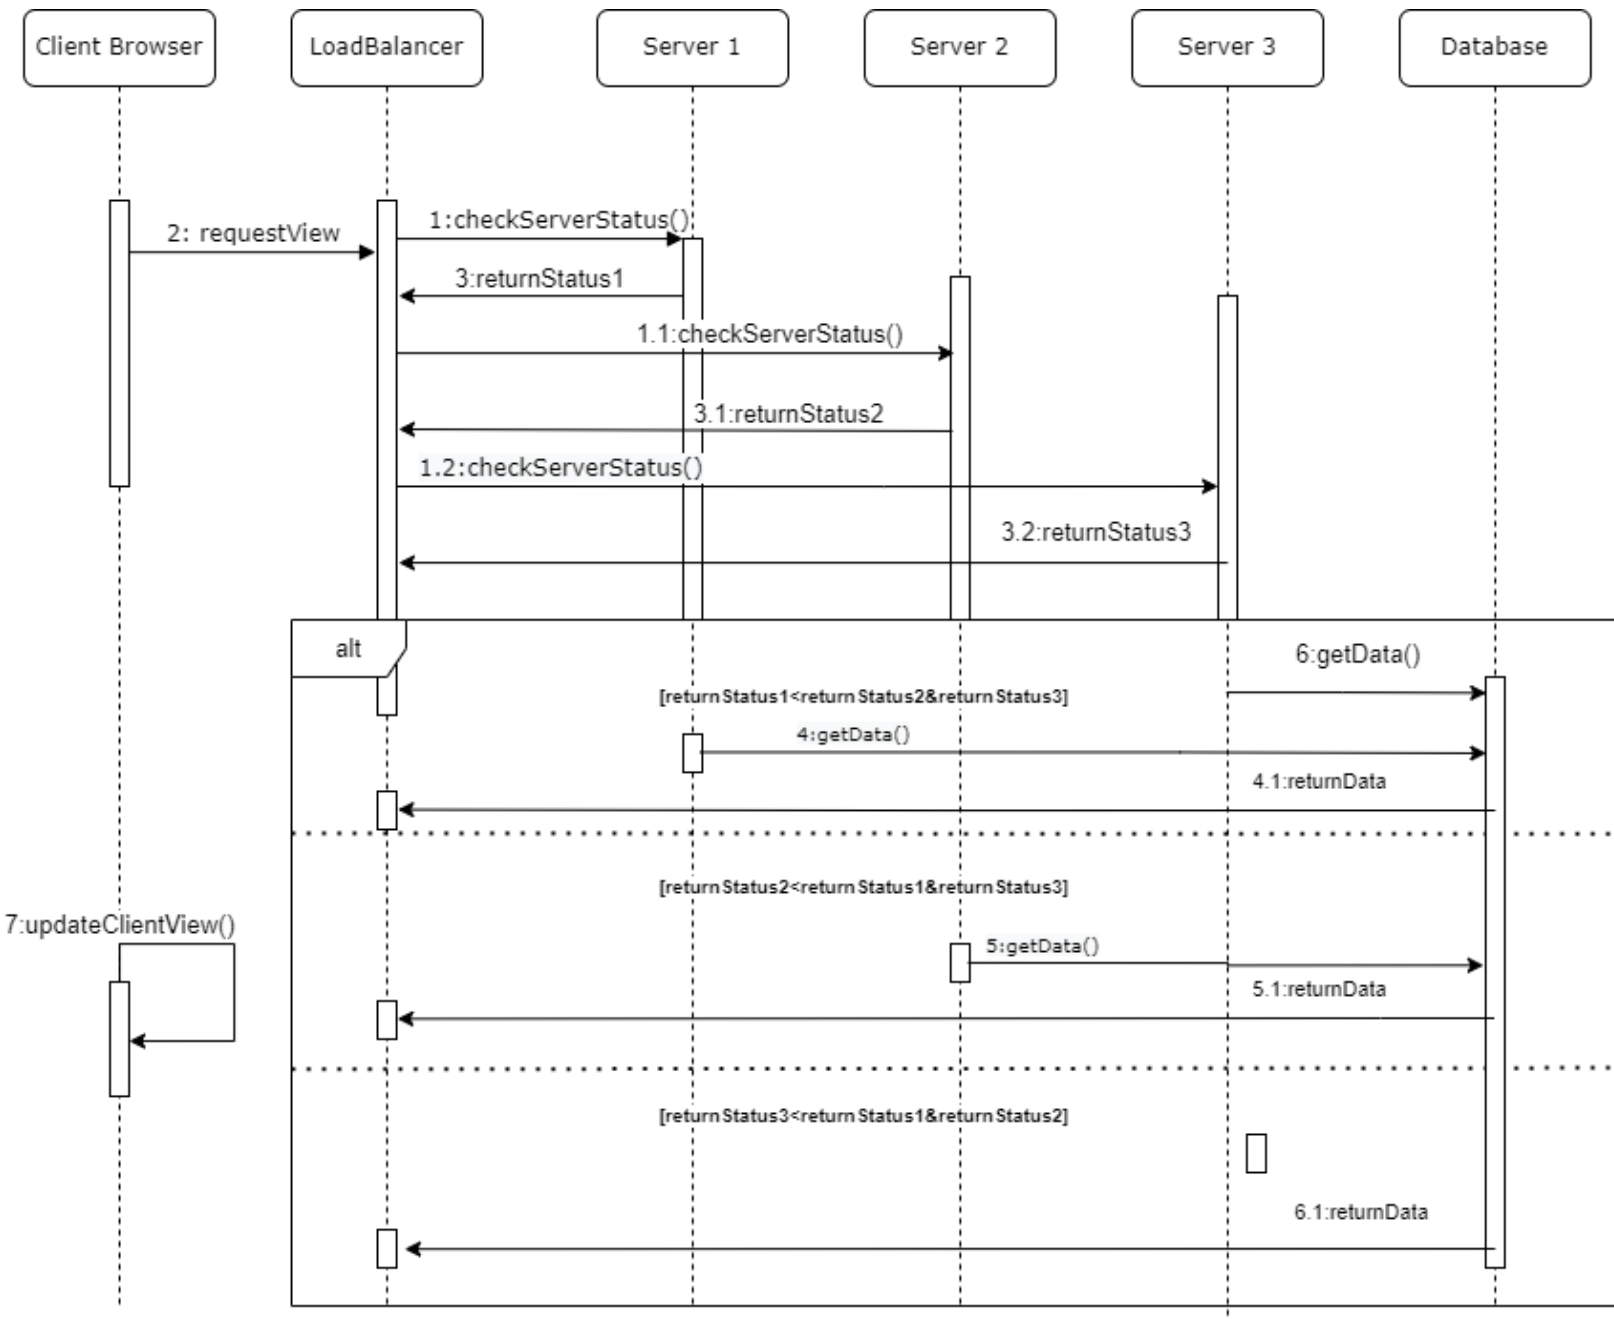 Client Browser
LoadBalancer
Server 1
Server 2
Server 3
Database
1:checkServerStatus()
2: requestView
3:returnStatus1
1.1:checkServerStatus()
3.1:returnStatus2
1.2:checkServerStatus()
3.2:returnStatus3
alt
6:getData()
[returnStatus1<returnStatus2&returnStatus3]
4:getData()
4.1:returnData
[returnStatus2<returnStatus1&returnStatus3]
7:updateClientView()
5:getData()
5.1:returnData
[returnStatus3<returnStatus1&returnStatus2]
6.1:returnData